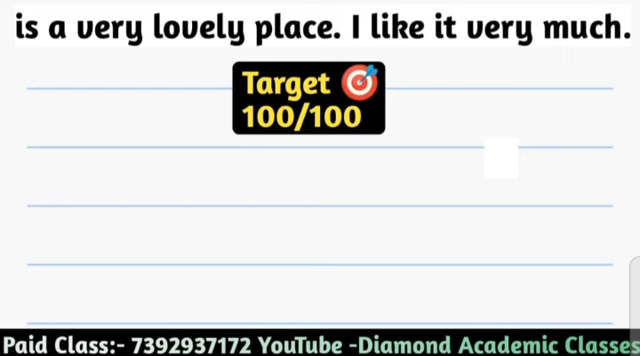 is a very lovely place. I like it very much.
Target 🎯
100/100
Paid Class:- 7392937172 YouTube -Diamond Academic Classes